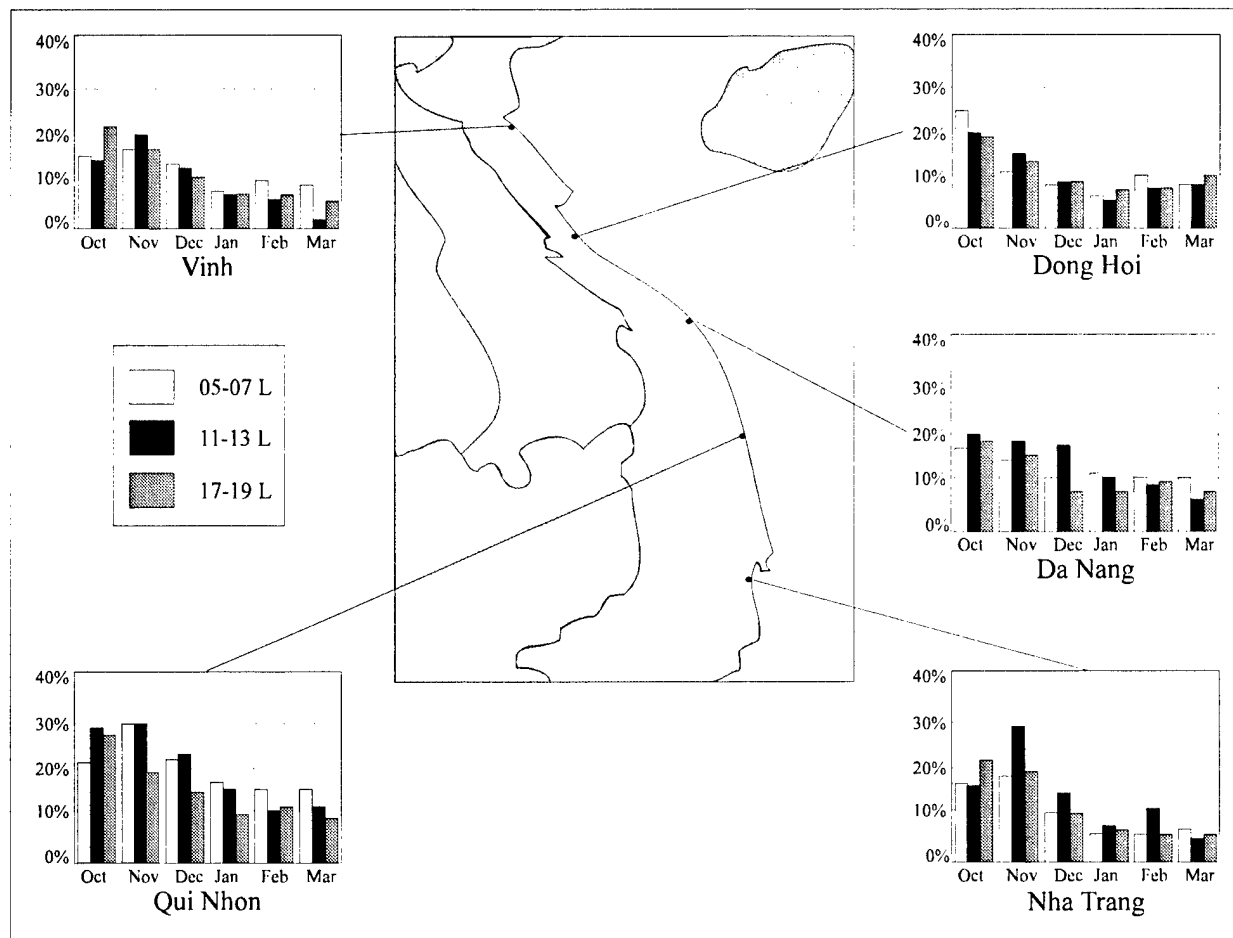 40%
30%
20%
10%
0%
Oct Nov Dec Jan Feb Mar
Vinh
40%
30%
20%
10%
0%
Oct Nov Dec Jan Feb Mar
Dong Hoi
05-07 L
11-13 L
17-19 L
40%
30%
20%
10%
0%
Oct Nov Dec Jan Feb Mar
Da Nang
40%
30%
20%
10%
0%
Oct Nov Dec Jan Feb Mar
Qui Nhon
40%
30%
20%
10%
0%
Oct Nov Dec Jan Feb Mar
Nha Trang